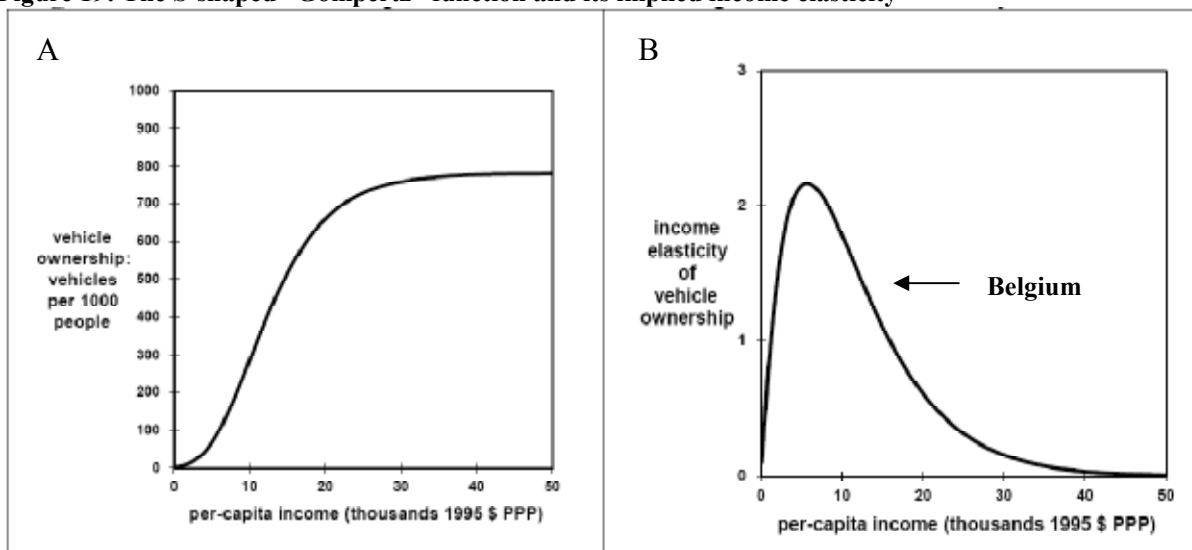 Figure 19: The S-shaped "Gompertz" function and its implied income elasticity
A
1000
900
800
700
600
500
400
300
200
100
0
vehicle
ownership:
vehicles
per 1000
people
0 10 20 30 40 50
per-capita income (thousands 1995 $ PPP)
B
3
2
1
0
income
elasticity
of
vehicle
ownership
Belgium
0 10 20 30 40 50
per-capita income (thousands 1995 $ PPP)